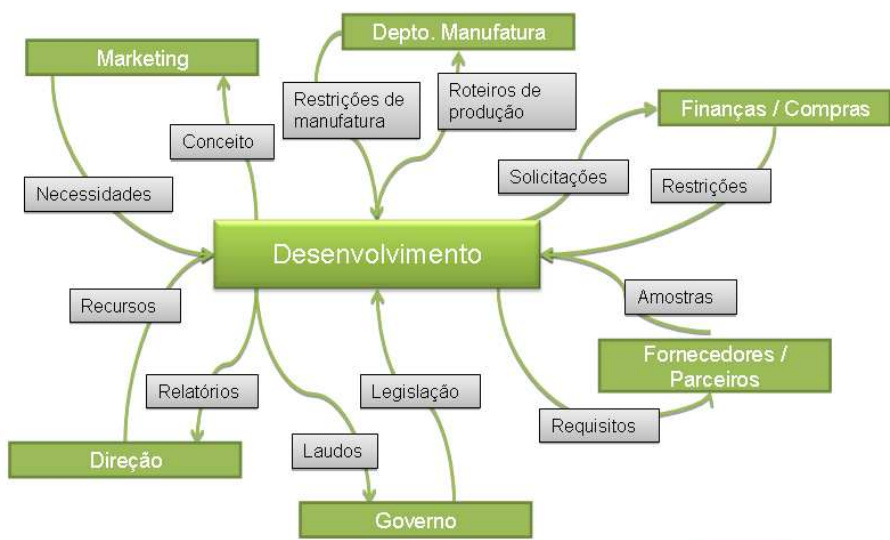 Depto. Manufatura
Marketing
Restrições de
manufatura
Roteiros de
produção
Finanças / Compras
Conceito
Solicitações
Restrições
Necessidades
Desenvolvimento
Recursos
Amostras
Fornecedores /
Parceiros
Relatórios
Legislação
Requisitos
Laudos
Direção
Governo